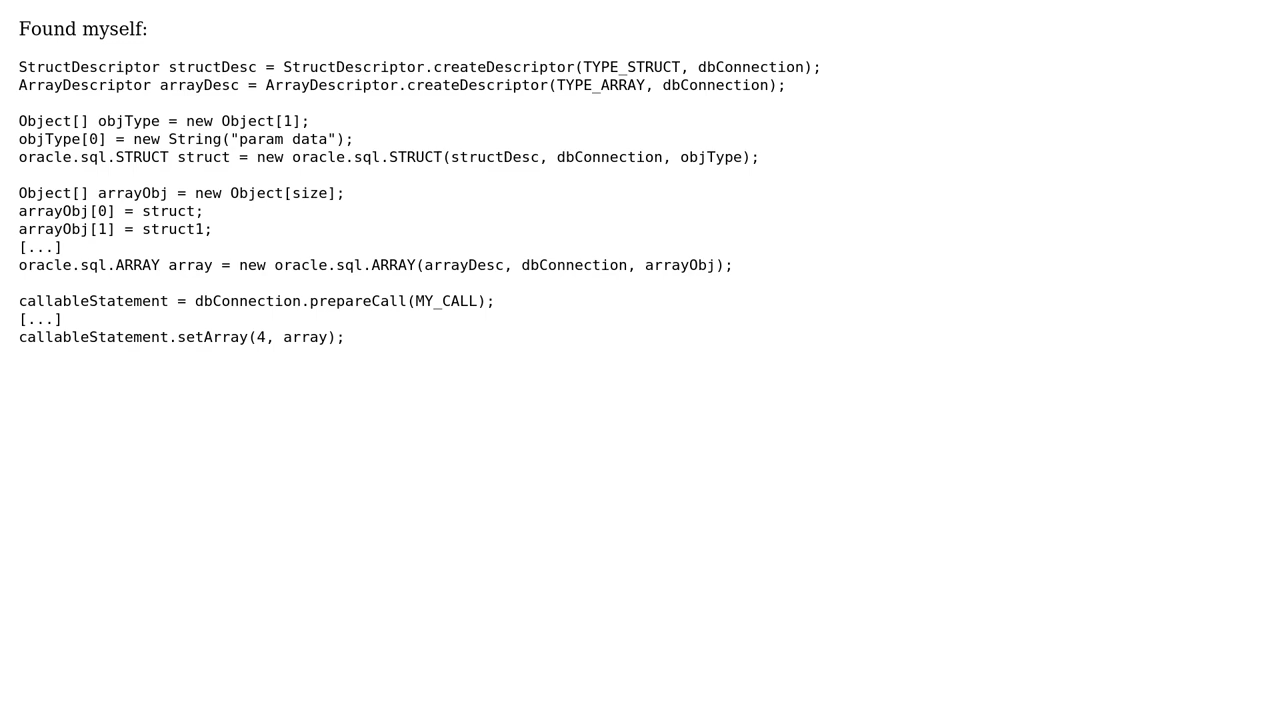 Found myself:
StructDescriptor structDesc = StructDescriptor.createDescriptor(TYPE_STRUCT, dbConnection);
ArrayDescriptor arrayDesc = ArrayDescriptor.createDescriptor(TYPE_ARRAY, dbConnection);
Object[] objType = new Object[1];
objType[0] = new String("param data");
oracle.sql.STRUCT struct = new oracle.sql.STRUCT(structDesc, dbConnection, objType);
Object[] arrayObj = new Object[size];
arrayObj[0] = struct;
arrayObj[1] = struct1;
[...]
oracle.sql.ARRAY array = new oracle.sql.ARRAY(arrayDesc, dbConnection, arrayObj);
callableStatement = dbConnection.prepareCall(MY_CALL);
[...]
callableStatement.setArray(4, array);